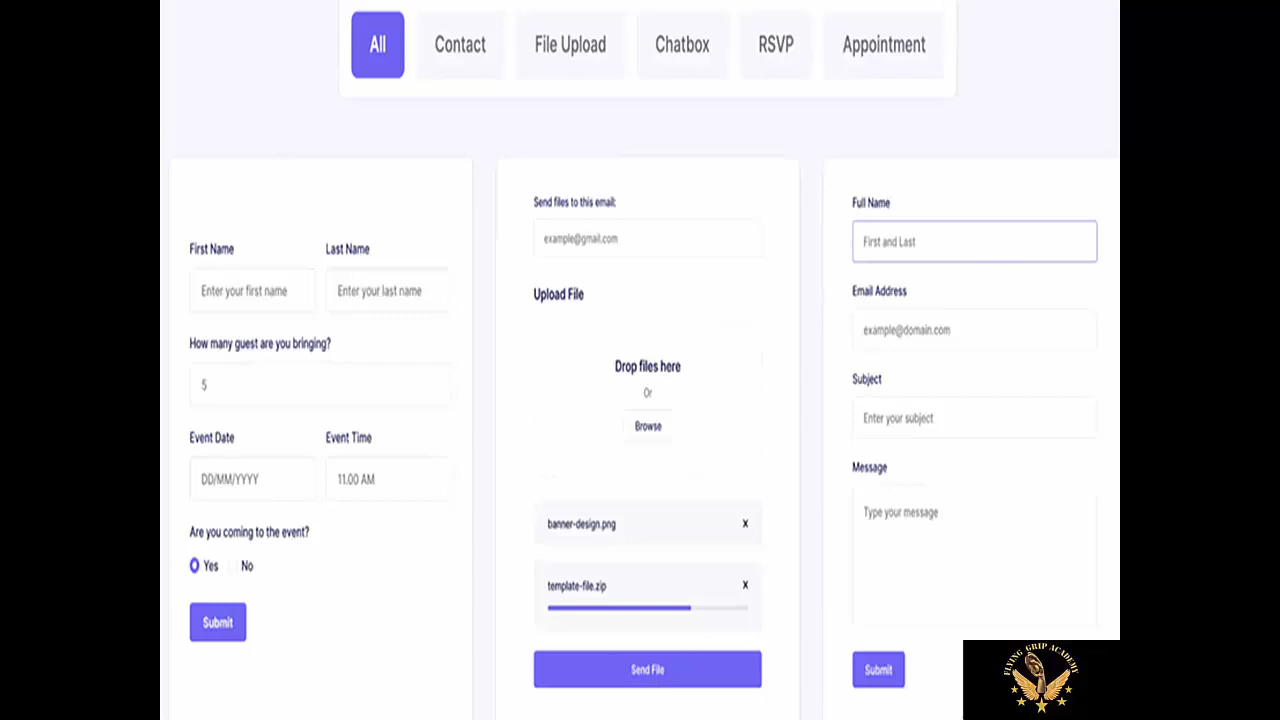 All Contact File Upload Chatbox RSVP Appointment
First Name Last Name
Enter your first name Enter your last name
How many guest are you bringing?
5
Event Date Event Time
DD/MM/YYYY 11.00 AM
Are you coming to the event?
Yes No
Submit
Send files to this email:
example@gmail.com
Upload File
Drop files here
Or
Browse
banner-design.png x
template-file.zip x
Send File
Full Name
First and Last
Email Address
example@domain.com
Subject
Enter your subject
Message
Type your message
Submit
FLYING GRIP ACADEMY